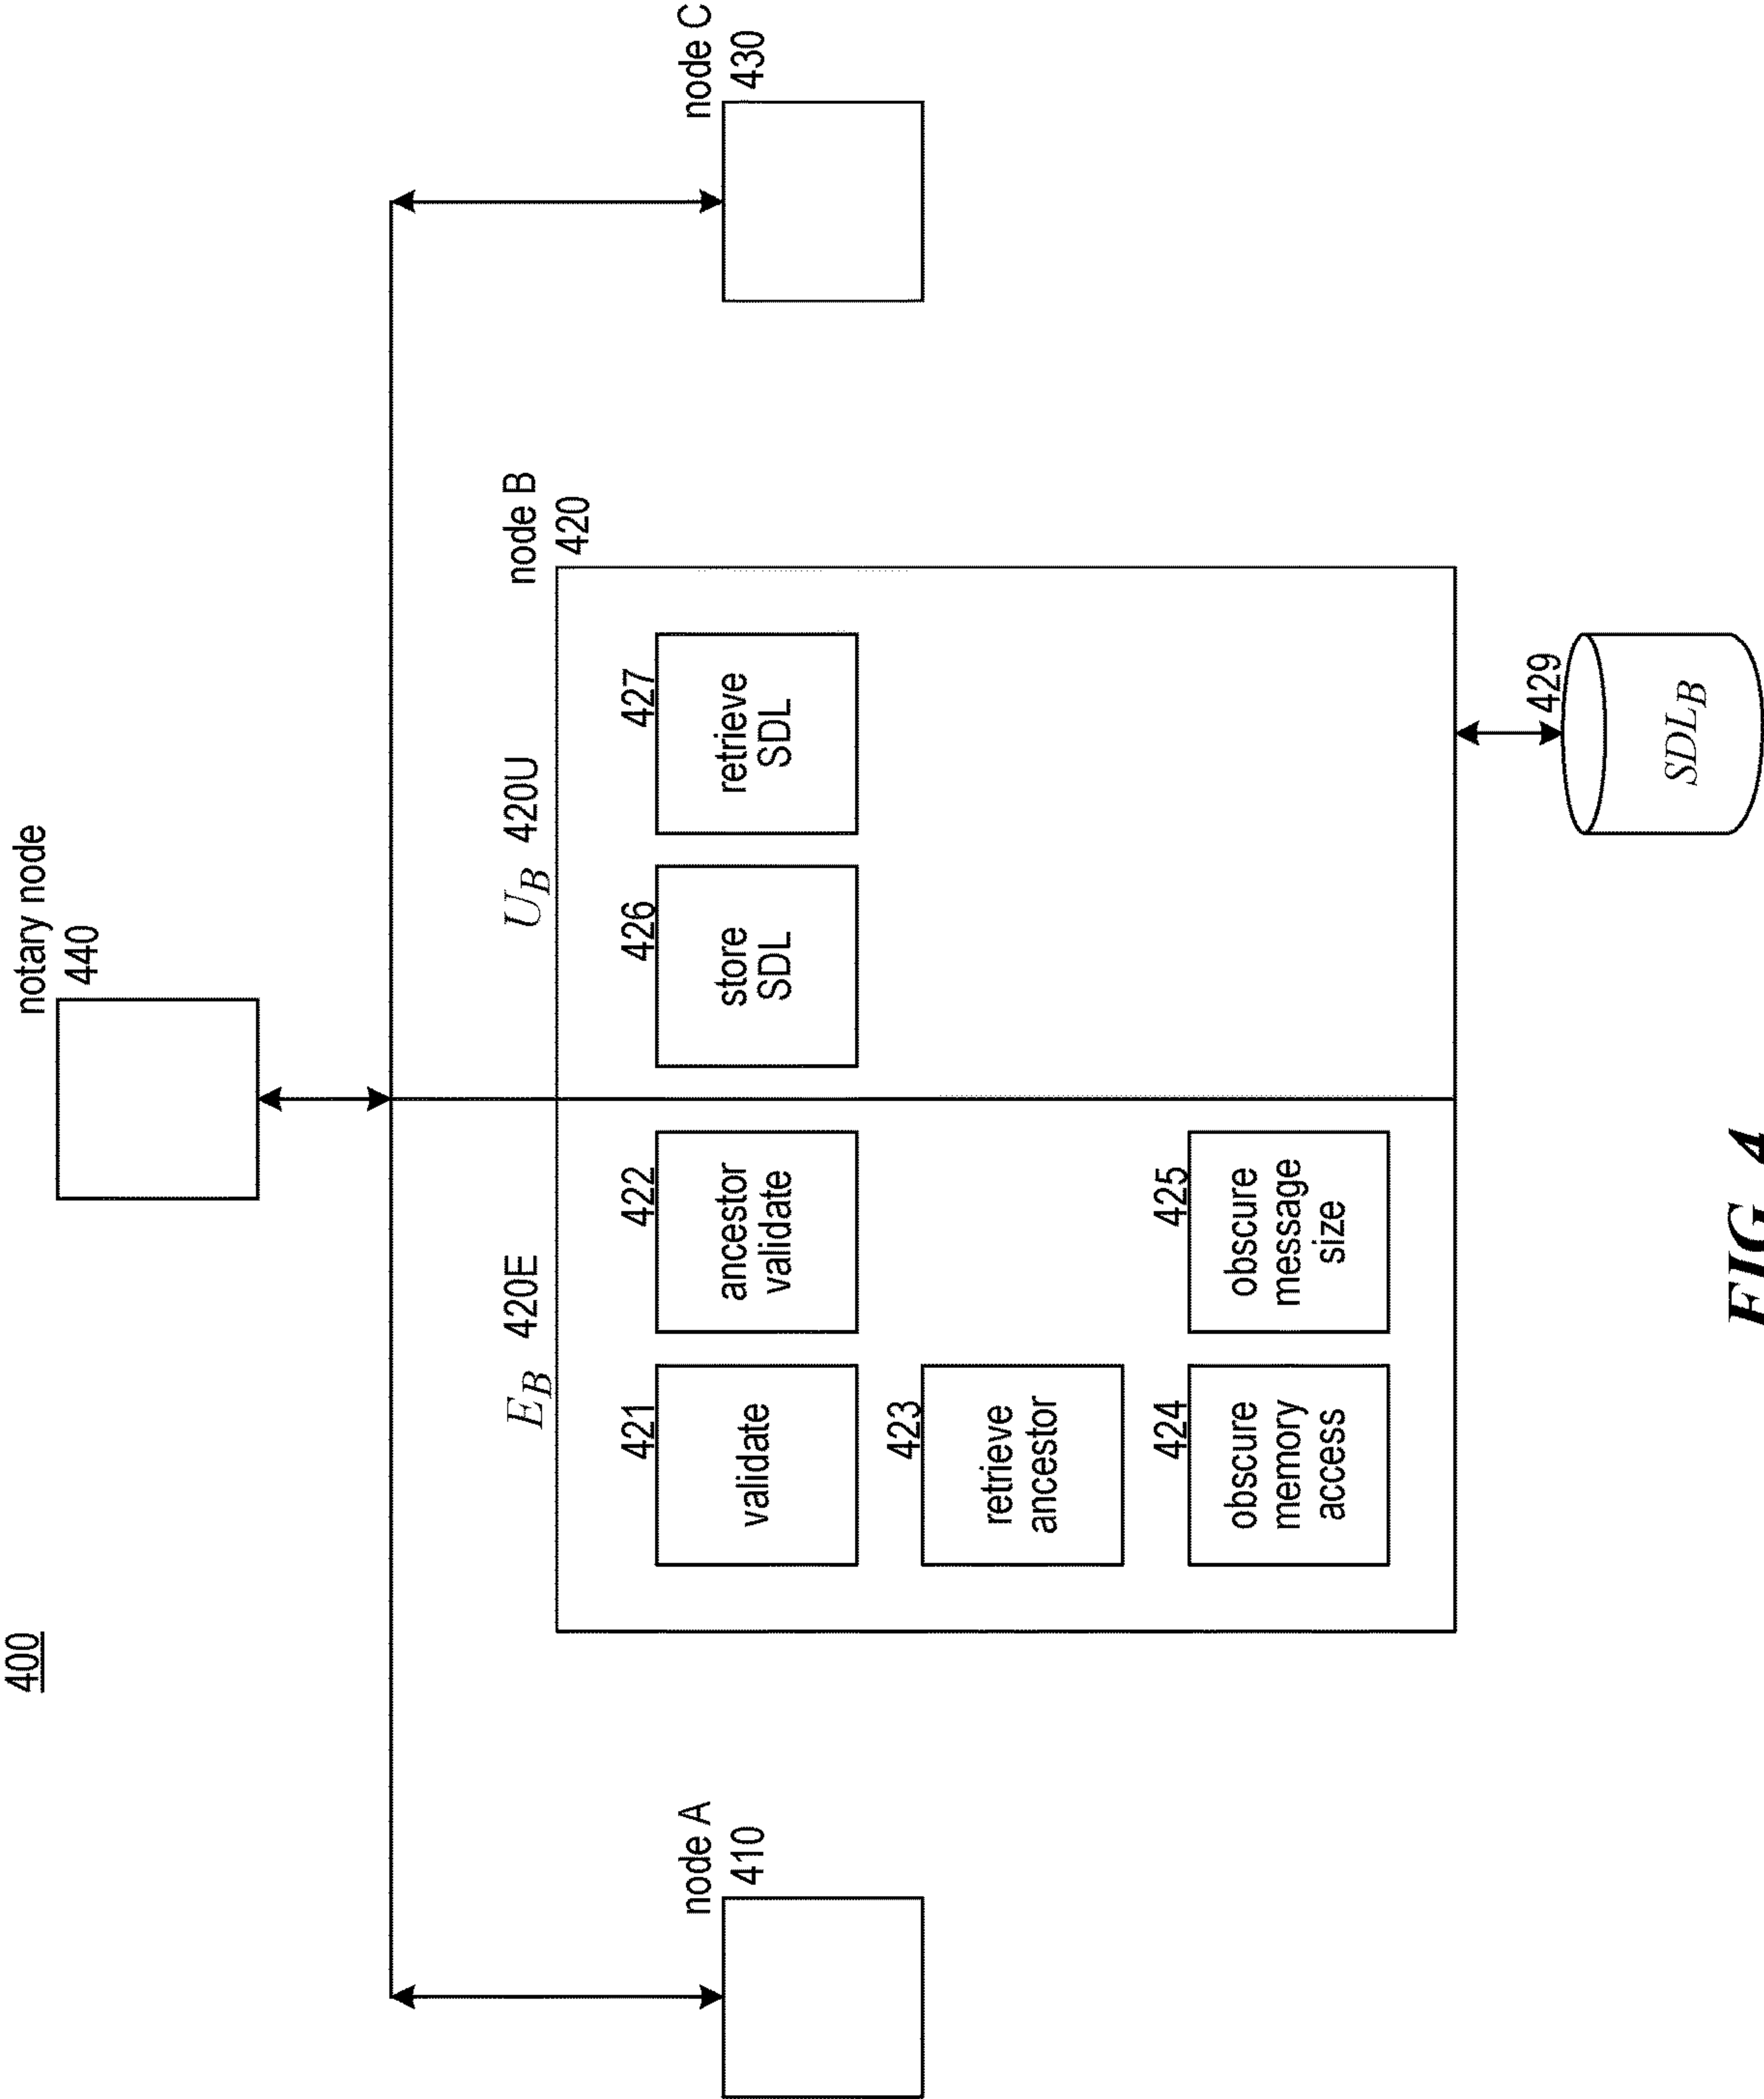 400
notary node
440
node A
410
node B
420
node C
430
E_B 420E
U_B 420U
421
validate
422
ancestor
validate
423
retrieve
ancestor
424
obscure
memory
access
425
obscure
message
size
426
store
SDL
427
retrieve
SDL
429
SDL_B
FIG. 4